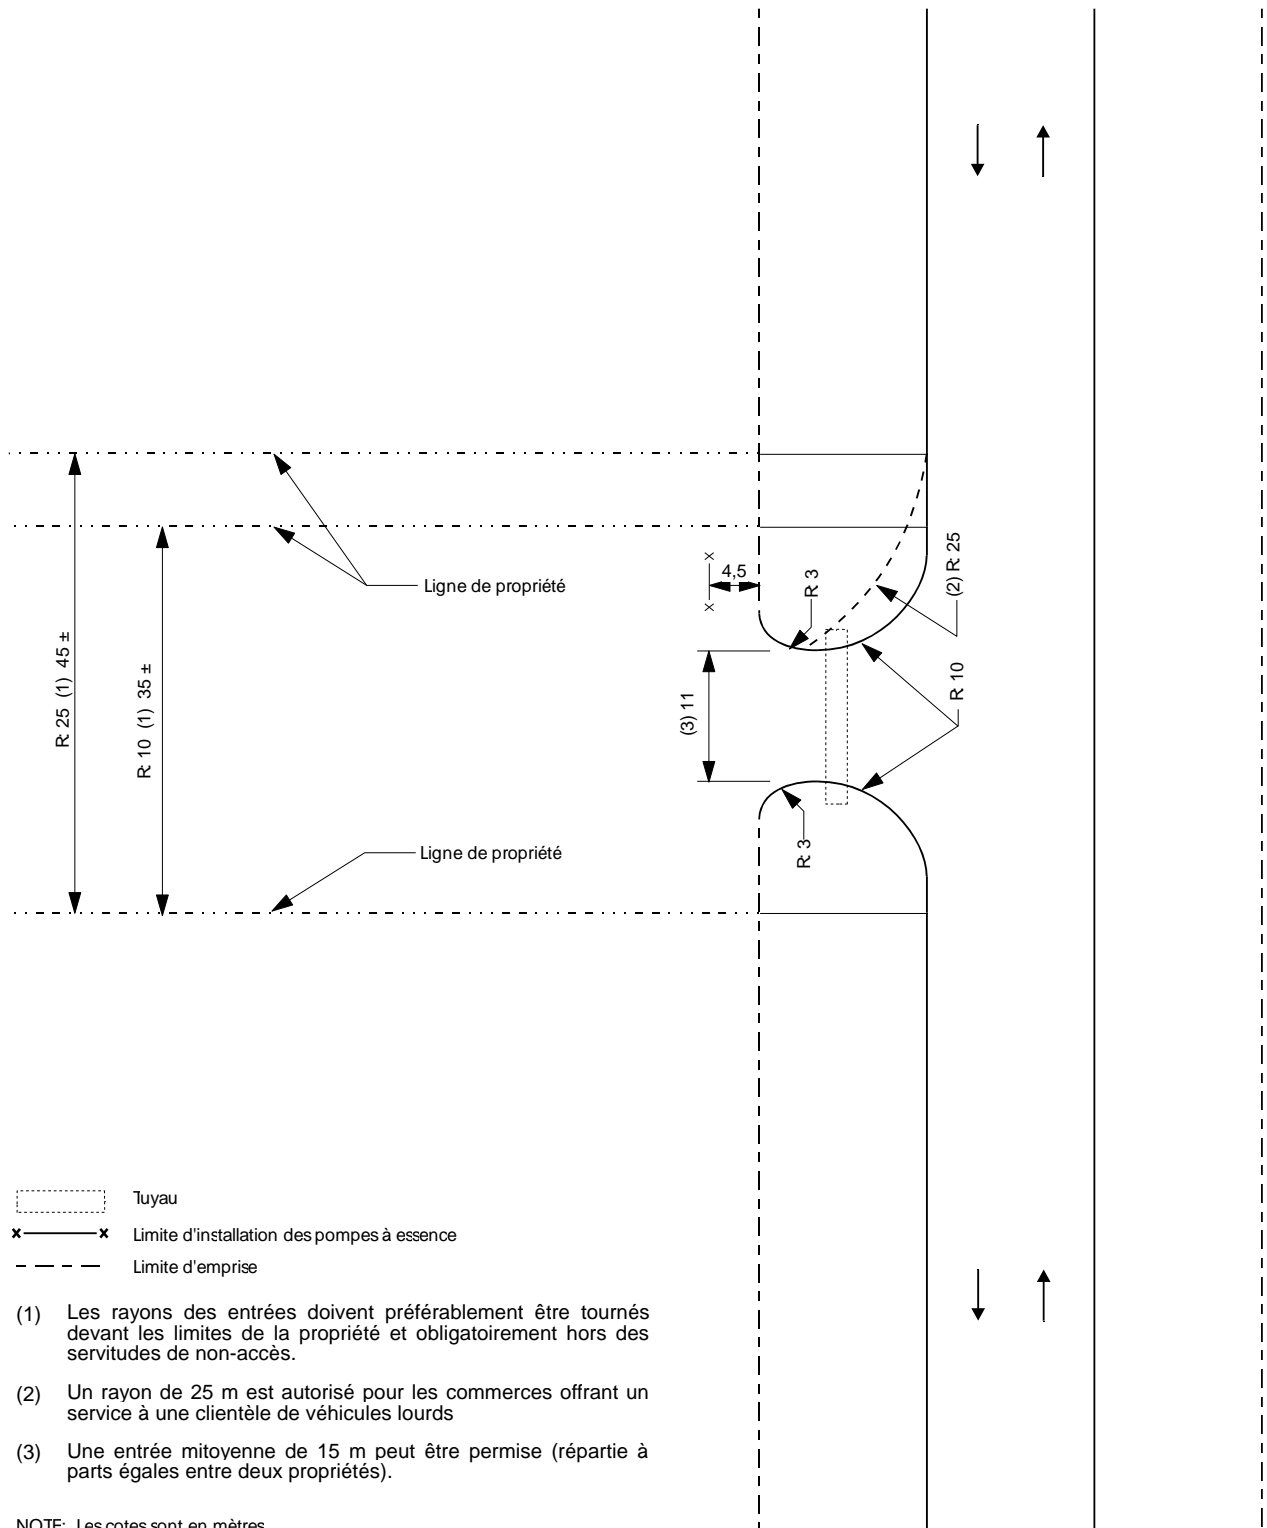 Ligne de propriété
x
4,5
x
R: 3
(2) R: 25
R: 25 (1) 45 ±
R: 10 (1) 35 ±
(3) 11
R: 10
R: 3
Ligne de propriété
Tuyau
x x Limite d'installation des pompes à essence
Limite d'emprise
(1) Les rayons des entrées doivent préférablement être tournés
devant les limites de la propriété et obligatoirement hors des
servitudes de non-accès.
(2) Un rayon de 25 m est autorisé pour les commerces offrant un
service à une clientèle de véhicules lourds
(3) Une entrée mitoyenne de 15 m peut être permise (répartie à
parts égales entre deux propriétés).
NOTE: Les cotes sont en mètres